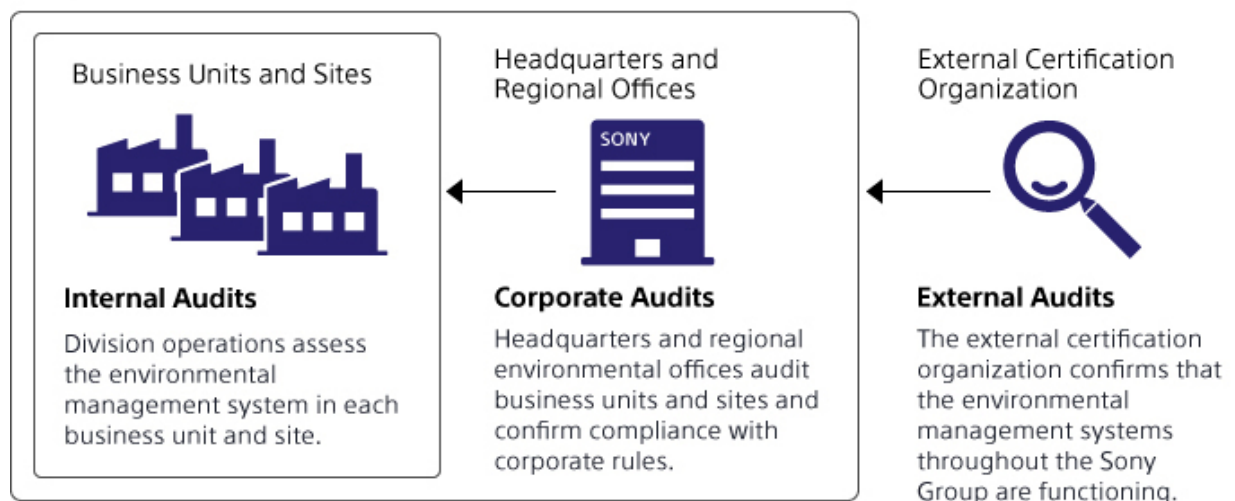 Business Units and Sites
Internal Audits
Division operations assess
the environmental
management system in each
business unit and site.
Headquarters and
Regional Offices
SONY
Corporate Audits
Headquarters and regional
environmental offices audit
business units and sites and
confirm compliance with
corporate rules.
External Certification
Organization
External Audits
The external certification
organization confirms that
the environmental
management systems
throughout the Sony
Group are functioning.